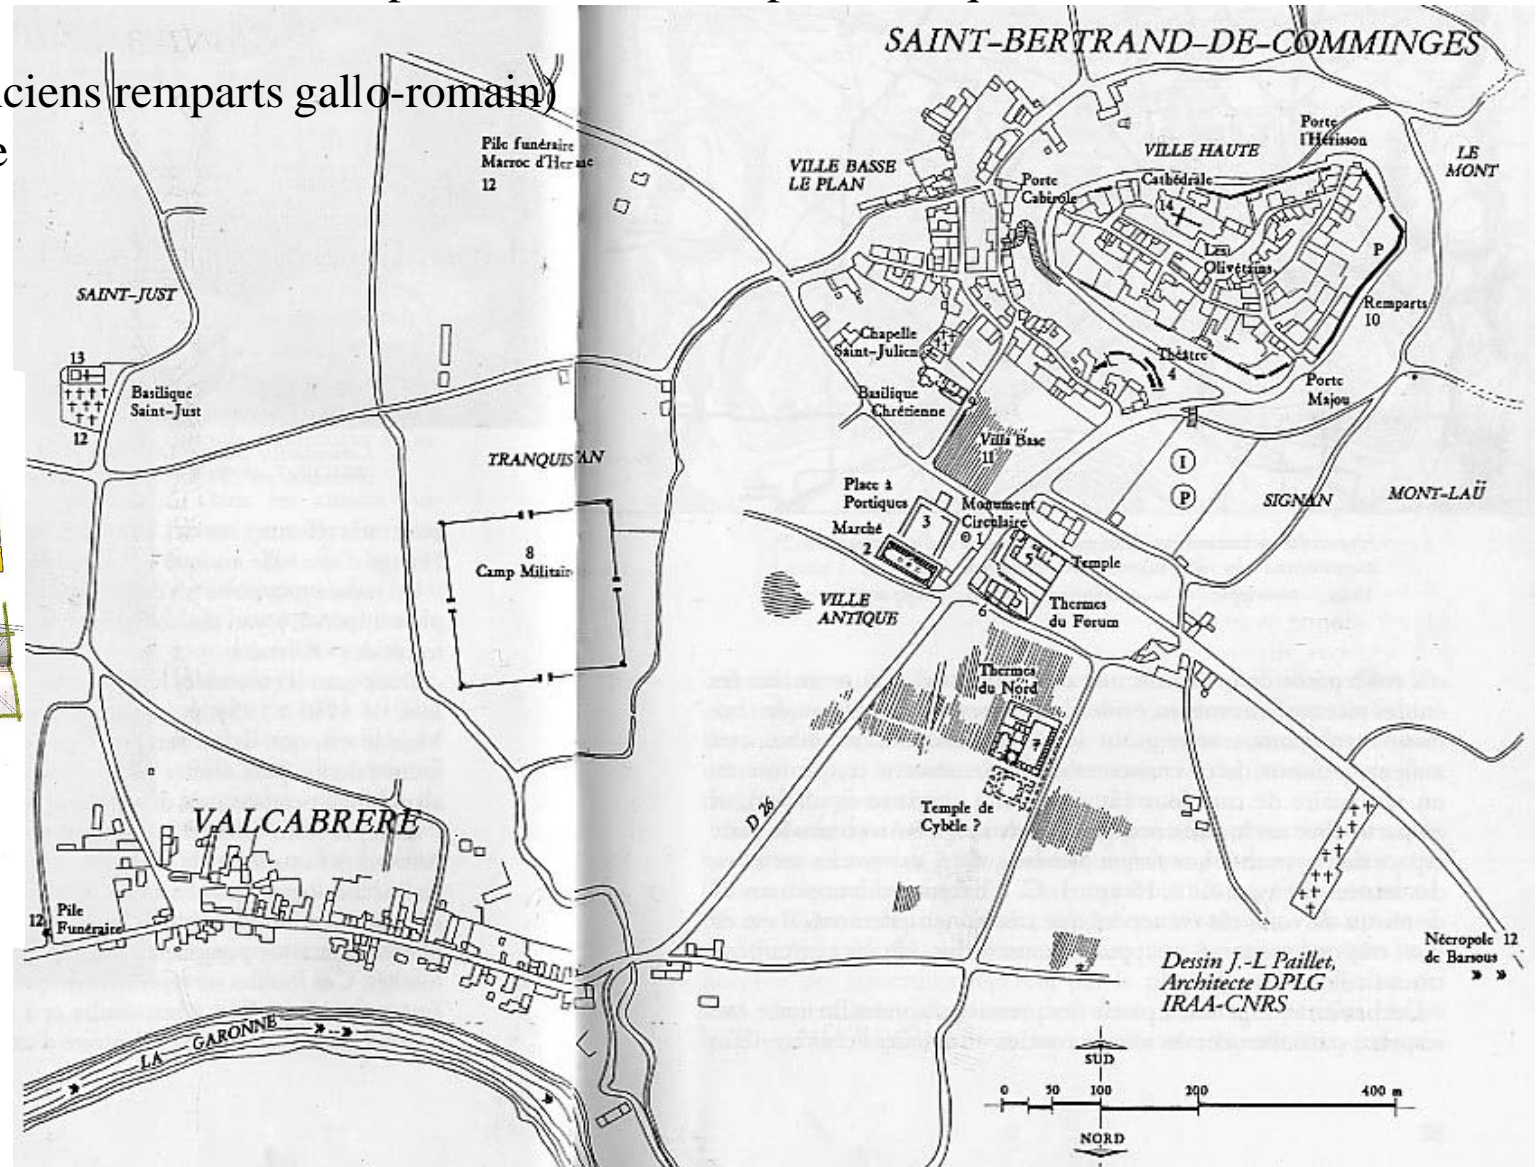 SAINT-BERTRAND-DE-COMMINGES
ciens remparts gallo-romain)
e
Pile funéraire
Marroc d'Herme
12
VILLE BASSE
LE PLAN
Porte
Cabirole
VILLE HAUTE
Cathédrale
14
Porte
l'Hérisson
LE
MONT
Les
Olivétains
P
Remparts
10
SAINT-JUST
13
Basilique
Saint-Just
12
Chapelle
Saint-Julien
Théâtre
4
Porte
Majou
Basilique
Chrétienne
Villa Base
11
TRANQUISTAN
I
P
SIGNAN
MONT-LAÜ
Place à
Portiques
3
Marché
2
Monument
Circulaire
1
5
Temple
8
Camp Militaire
VILLE
ANTIQUE
6
Thermes
du Forum
Thermes
du Nord
7
Temple de
Cybèle ?
D 26
VALCABRERE
12
Pile
Funéraire
Nécropole 12
de Barsous
Dessin J.-L Paillet,
Architecte DPLG
IRAA-CNRS
LA GARONNE
SUD
0 50 100 200 400 m
NORD